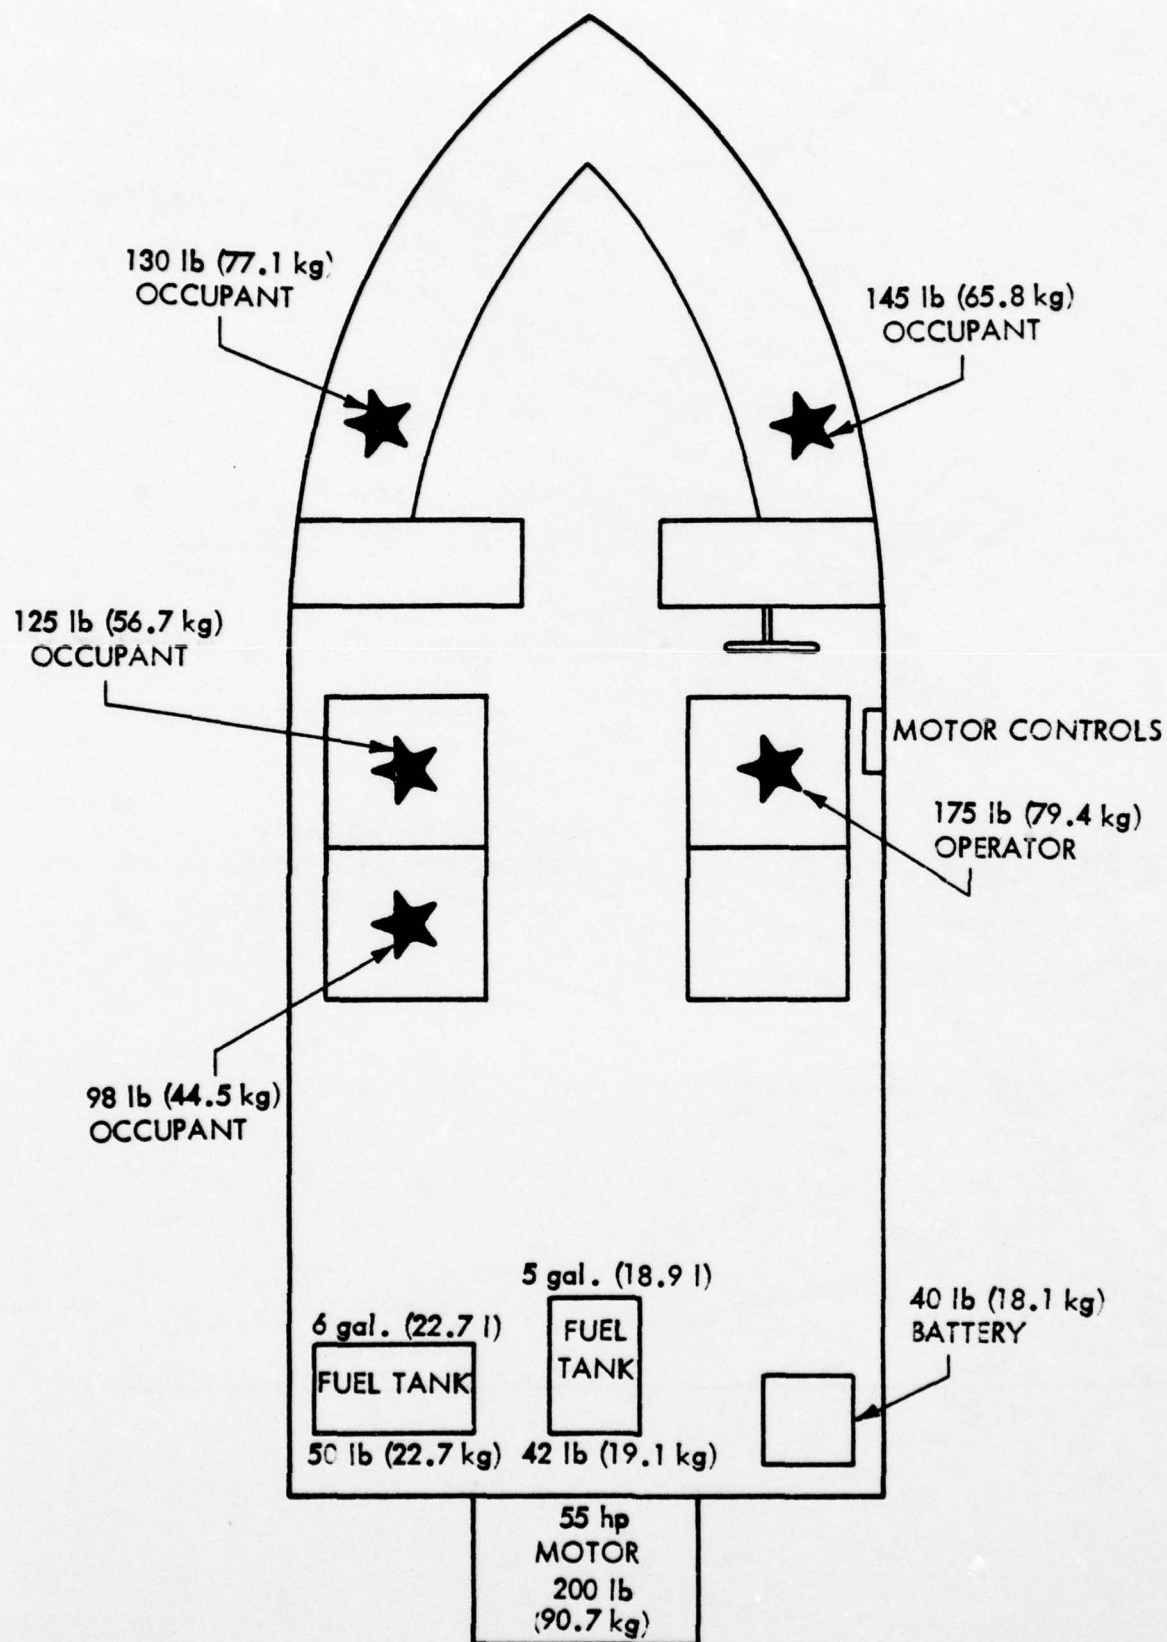 130 lb (77.1 kg)
OCCUPANT
145 lb (65.8 kg)
OCCUPANT
125 lb (56.7 kg)
OCCUPANT
MOTOR CONTROLS
175 lb (79.4 kg)
OPERATOR
98 lb (44.5 kg)
OCCUPANT
5 gal. (18.9 l)
FUEL
TANK
6 gal. (22.7 l)
FUEL TANK
50 lb (22.7 kg)
42 lb (19.1 kg)
40 lb (18.1 kg)
BATTERY
55 hp
MOTOR
200 lb
(90.7 kg)